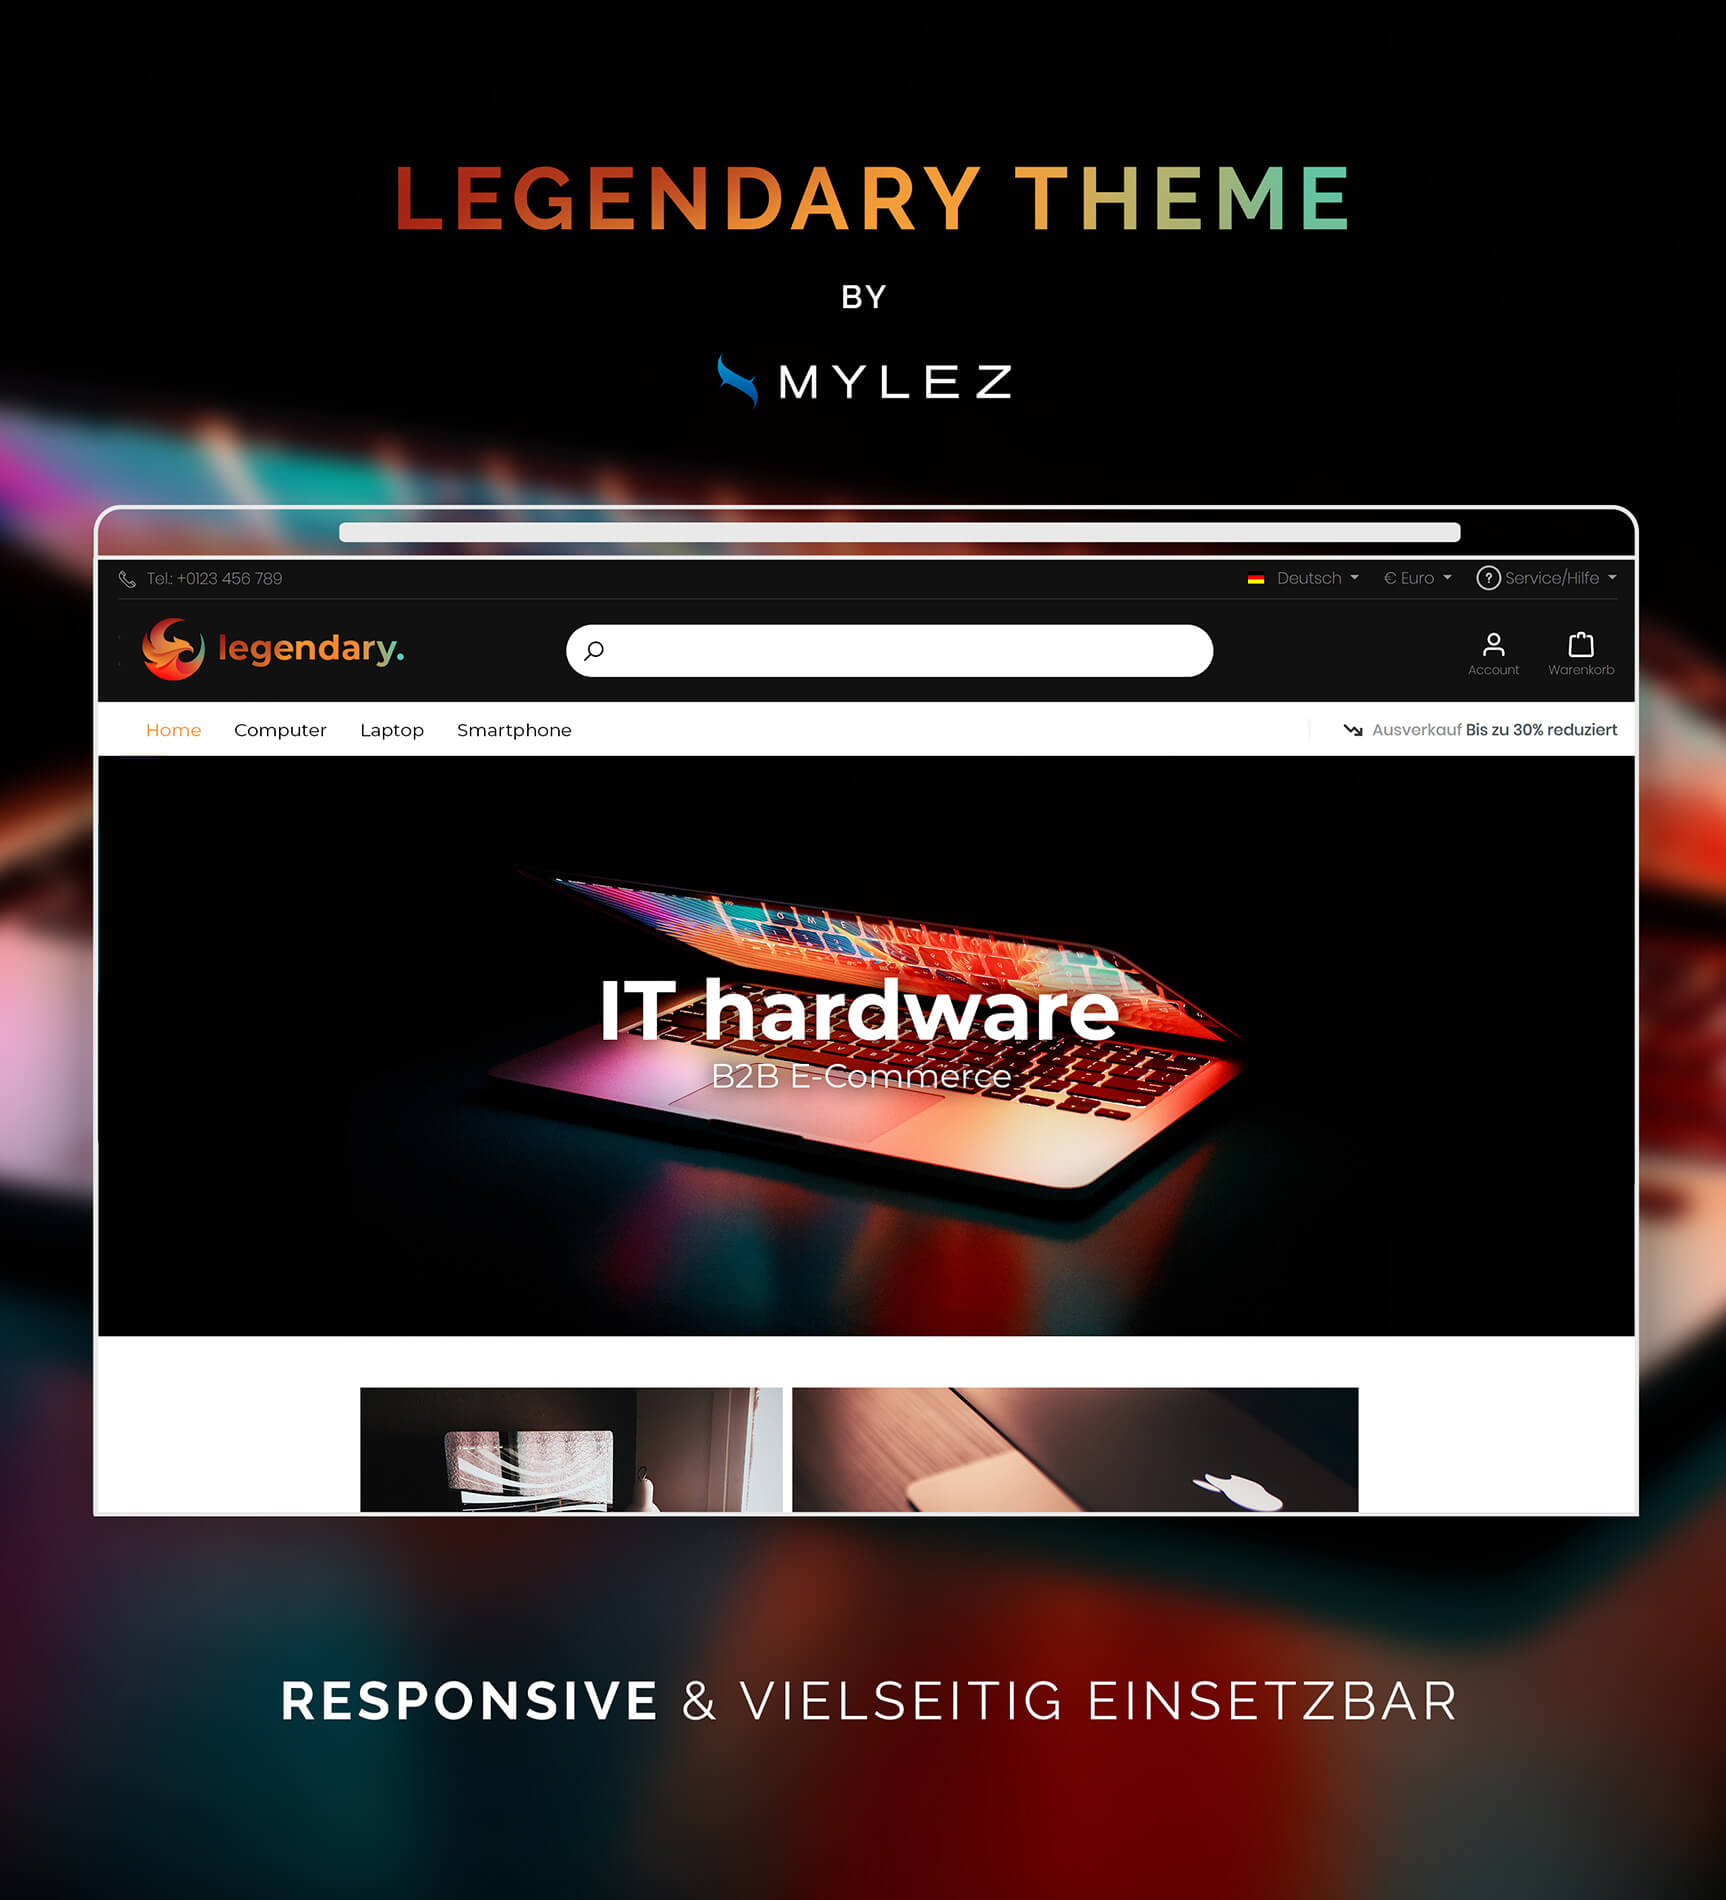 LEGENDARY THEME
BY
MYLEZ
Tel.: +0123 456 789 Deutsch € Euro ? Service/Hilfe
legendary. Account Warenkorb
Home Computer Laptop Smartphone Ausverkauf Bis zu 30% reduziert
IT hardware
B2B E-Commerce
RESPONSIVE & VIELSEITIG EINSETZBAR